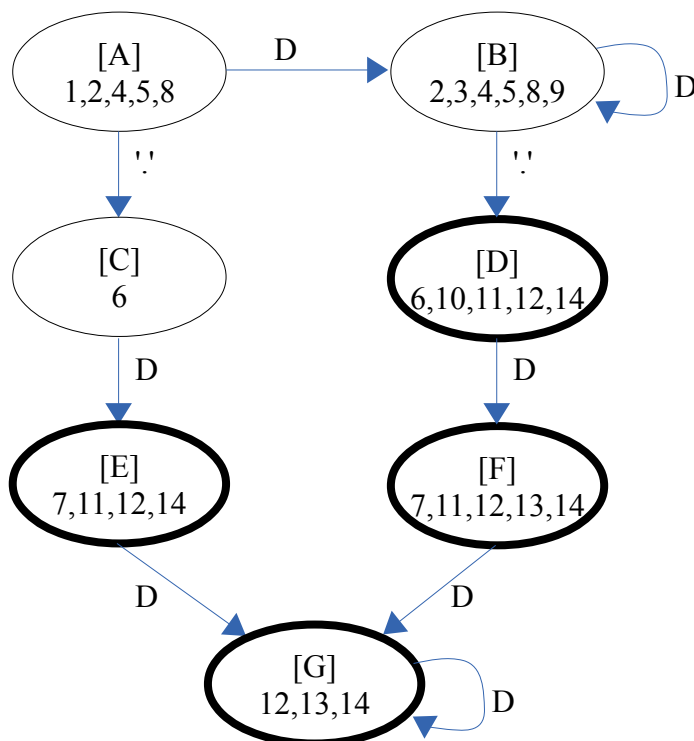 [A]
1,2,4,5,8
D
[B]
2,3,4,5,8,9
D
'.'
'.'
[C]
6
[D]
6,10,11,12,14
D
D
[E]
7,11,12,14
[F]
7,11,12,13,14
D
D
[G]
12,13,14
D